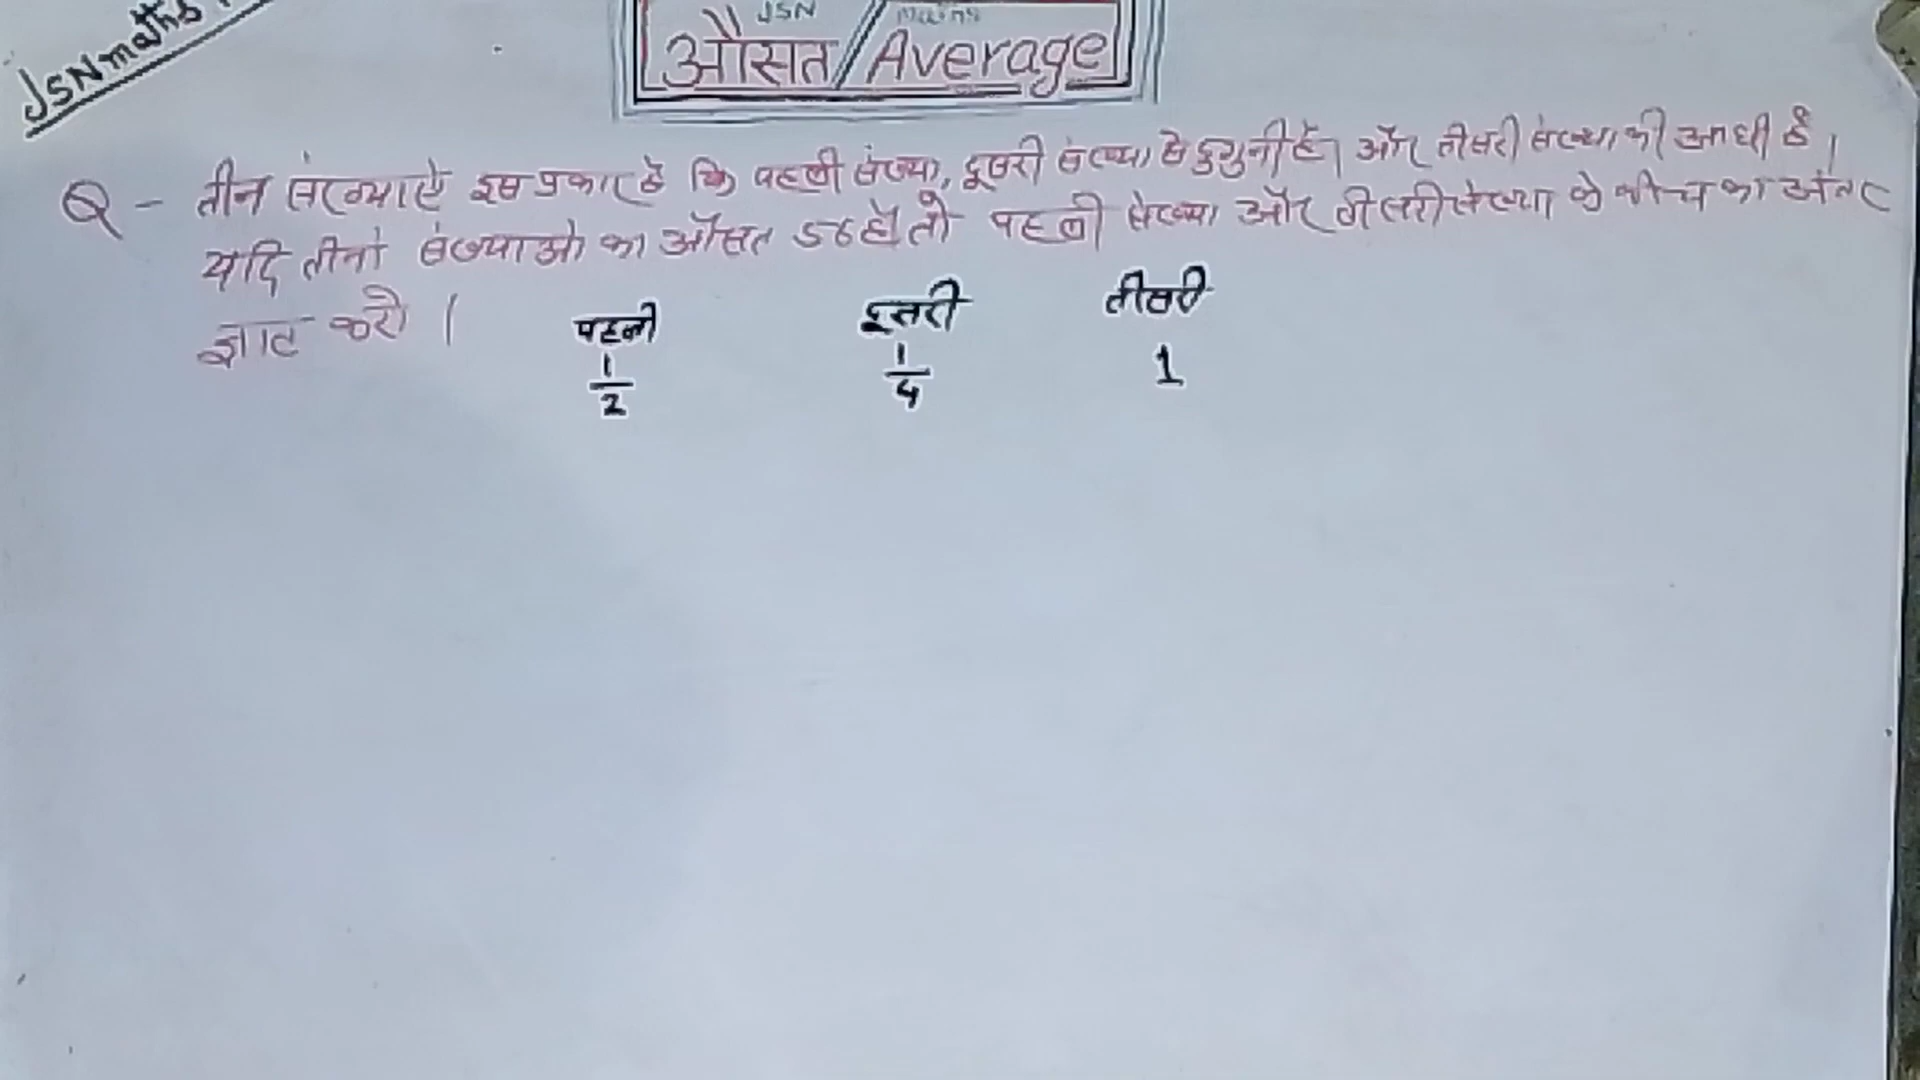 JSNmaths
JSN Maths
औसत/Average
Q - तीन संख्याऐ इस प्रकार है कि पहली संख्या, दूसरी संख्या से दुगुनी है। और तीसरी संख्या की आधी है।
यदि तीनो संख्याओ का औसत 56 हो तो पहली संख्या और तीसरी संख्या के बीच का अंतर
ज्ञात करो।
पहली दूसरी तीसरी
1/2 1/4 1